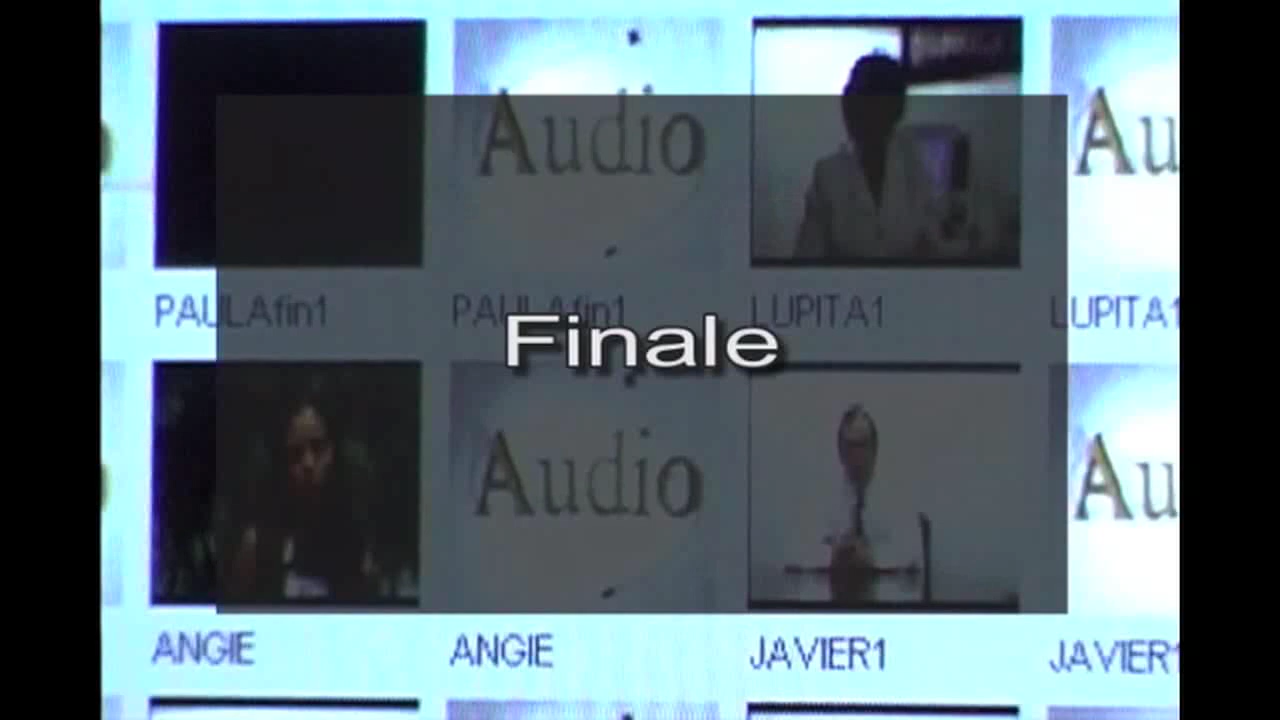 Audio
Au
PAULAfin1
PAULAfin1
LUPITA1
LUPITA1
Finale
Audio
Au
ANGIE
ANGIE
JAVIER1
JAVIER1